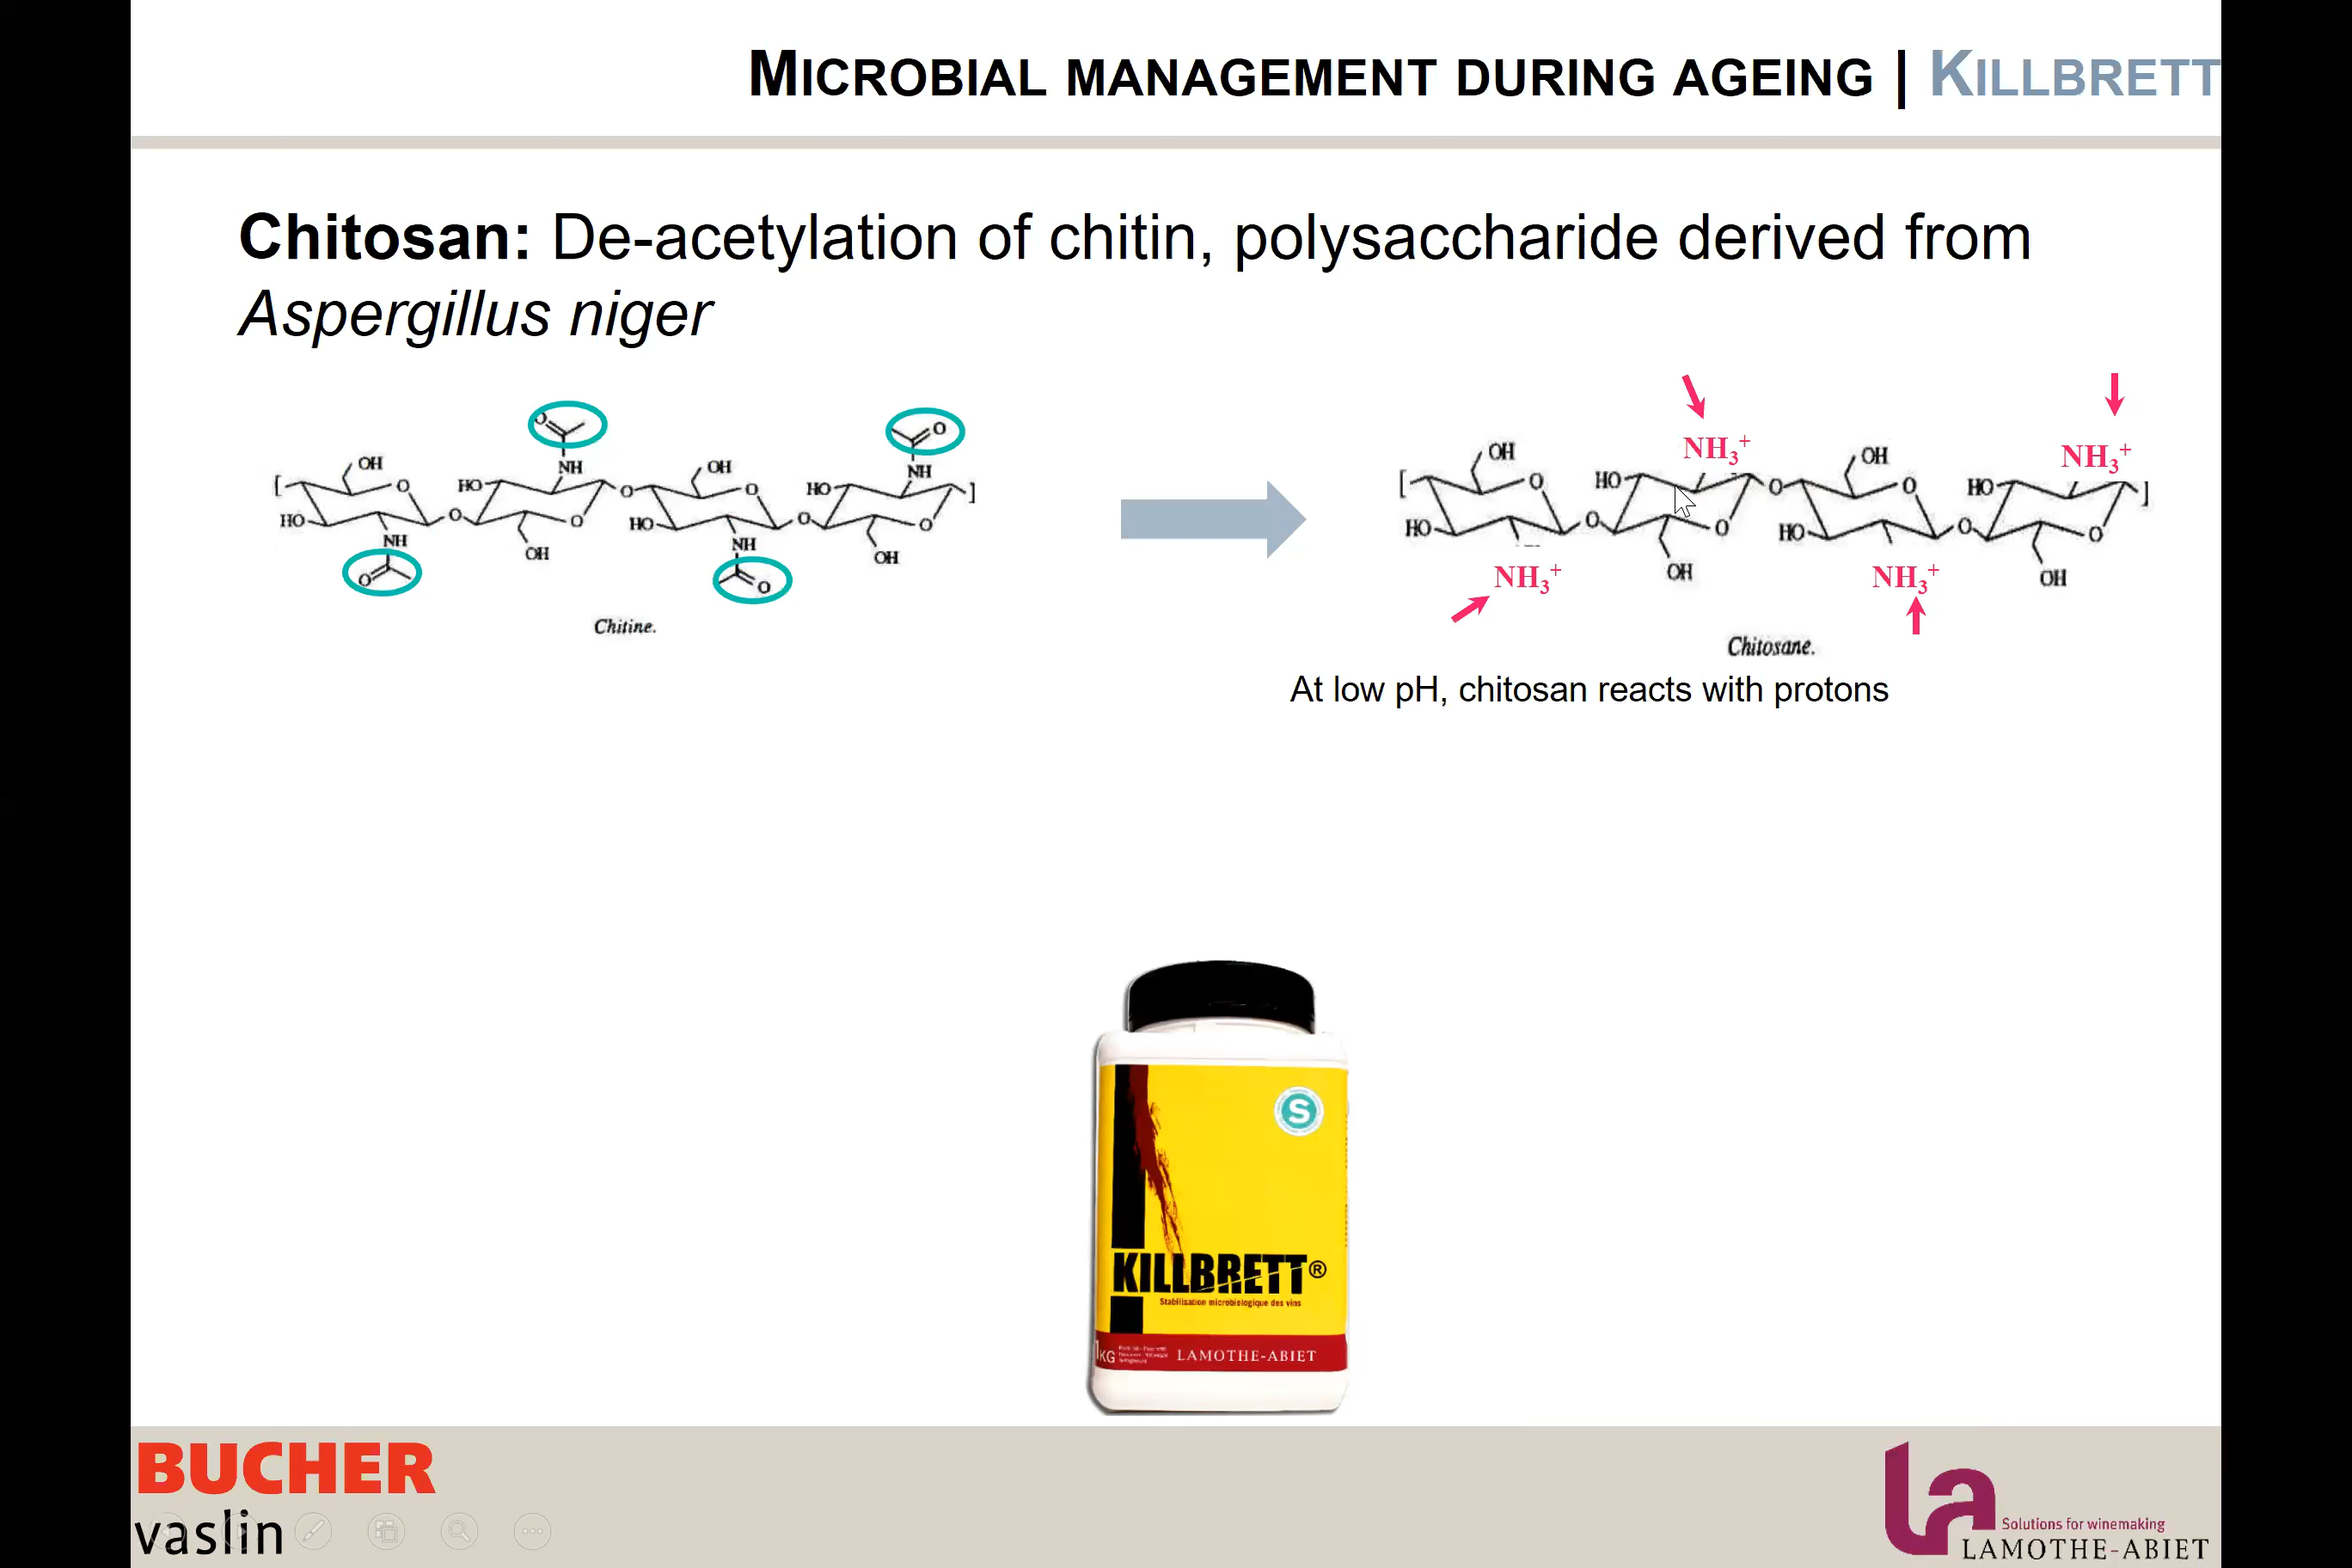 MICROBIAL MANAGEMENT DURING AGEING | KILLBRETT
Chitosan: De-acetylation of chitin, polysaccharide derived from
Aspergillus niger
O
O
NH
NH
OH
HO
O
OH
HO
O
O
O
HO
O
O
HO
O
O
NH
OH
NH
OH
O
O
Chitine.
NH3+
NH3+
OH
HO
O
OH
HO
O
O
O
HO
O
O
HO
O
O
NH3+
OH
NH3+
OH
Chitosane.
At low pH, chitosan reacts with protons
S
KILLBRETT®
Stabilisation microbiologique des vins
1KG
LAMOTHE-ABIET
BUCHER
vaslin
la
Solutions for winemaking
LAMOTHE-ABIET